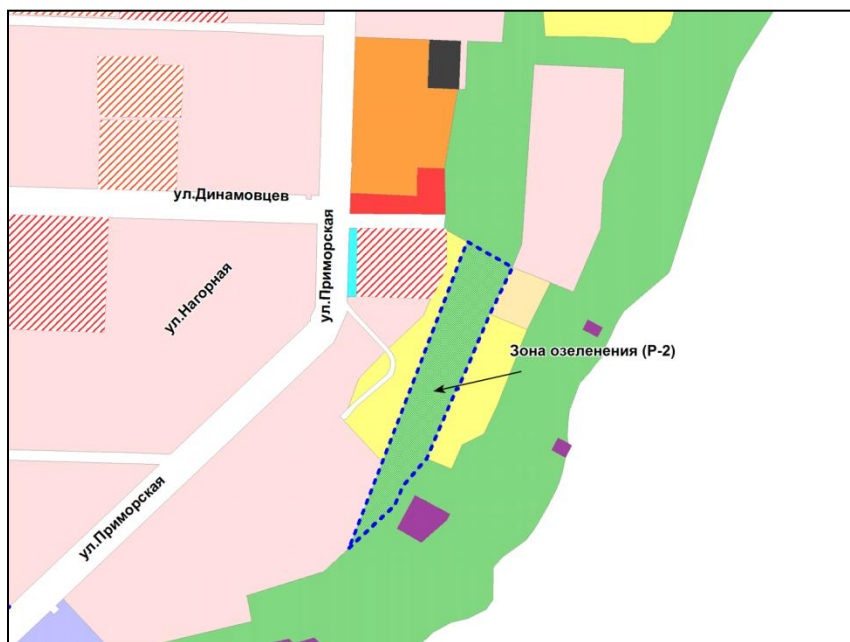 ул.Динамовцев
ул.Приморская
ул.Нагорная
Зона озеленения (Р-2)
ул.Приморская